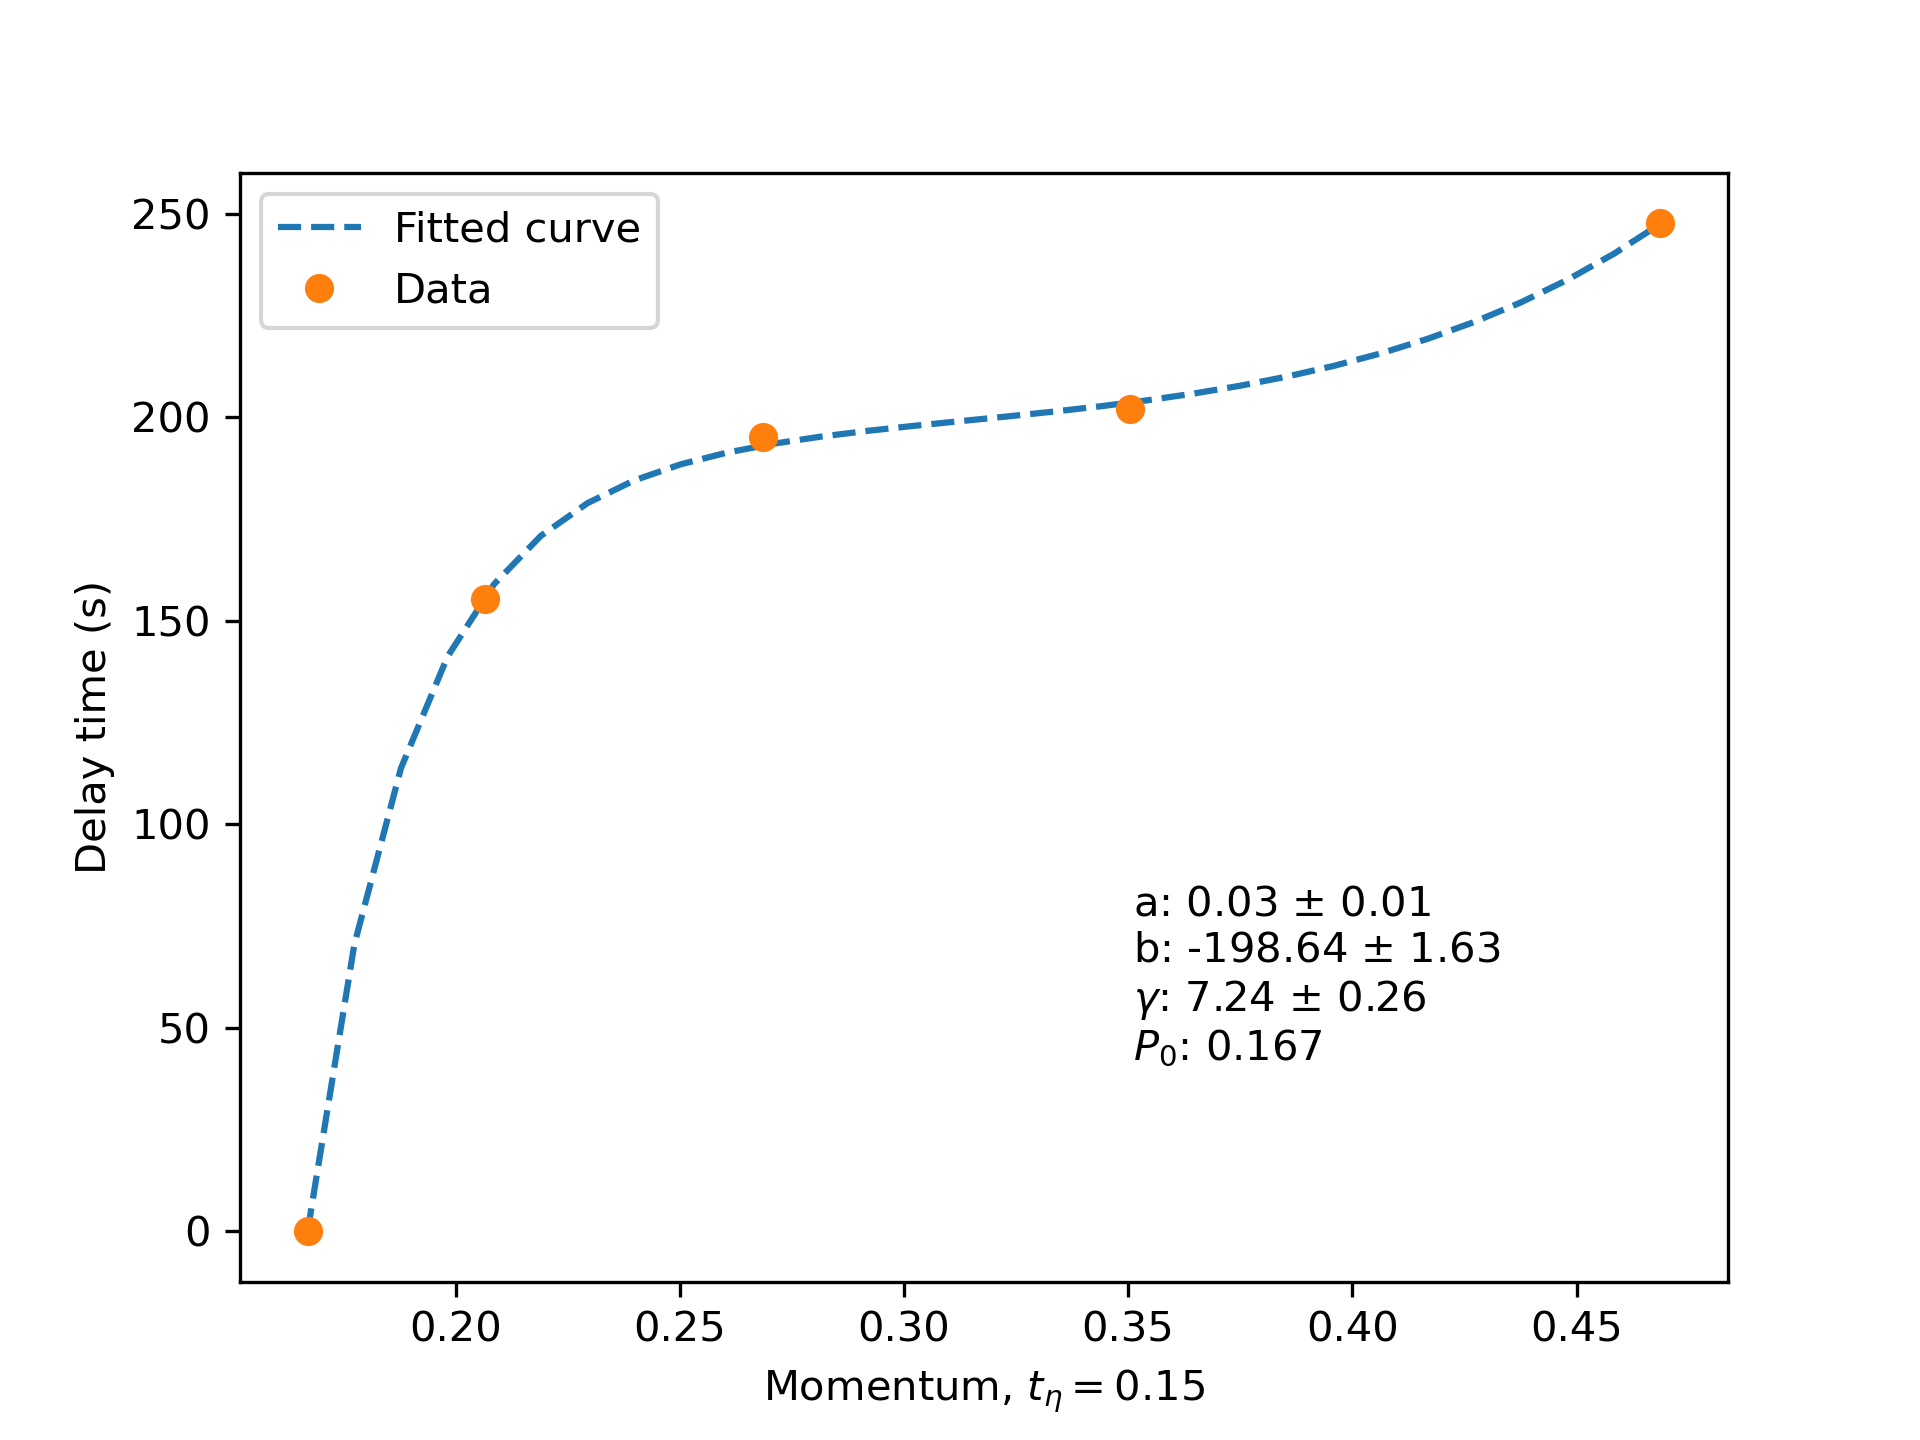 Fitted curve
Data
250
200
150
100
50
0
Delay time (s)
a: 0.03 ± 0.01
b: -198.64 ± 1.63
γ: 7.24 ± 0.26
P₀: 0.167
0.20 0.25 0.30 0.35 0.40 0.45
Momentum, tη = 0.15